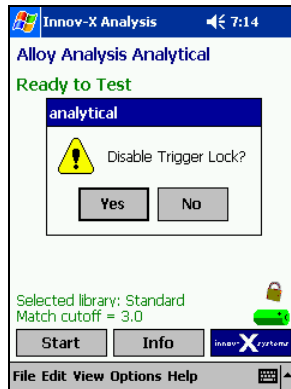 Innov-X Analysis 7:14
Alloy Analysis Analytical
Ready to Test
analytical
Disable Trigger Lock?
Yes No
Selected library: Standard
Match cutoff = 3.0
Start Info innov-X systems
File Edit View Options Help